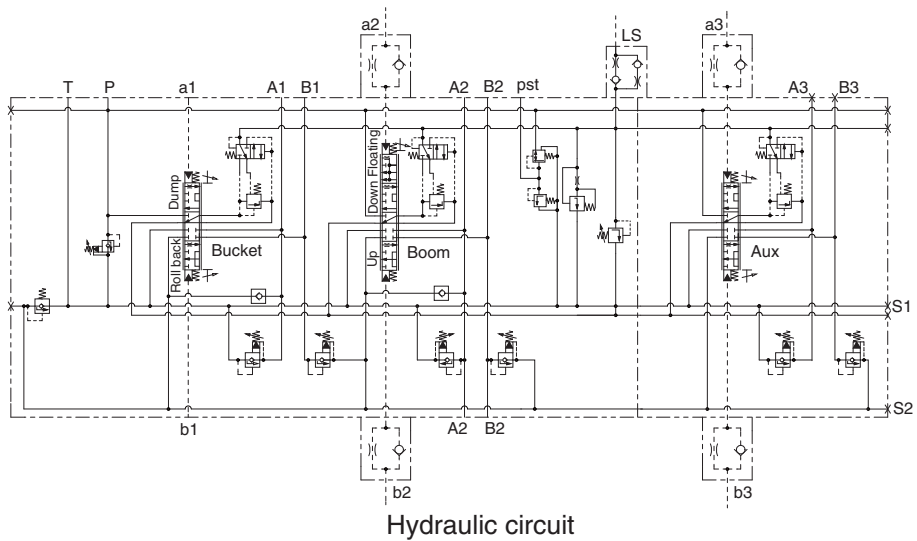 a2
a3
LS
T
P
a1
A1
B1
A2
B2
pst
A3
B3
Dump
Down Floating
Roll back
Bucket
Up
Boom
Aux
S1
S2
b1
A2
B2
b2
b3
Hydraulic circuit